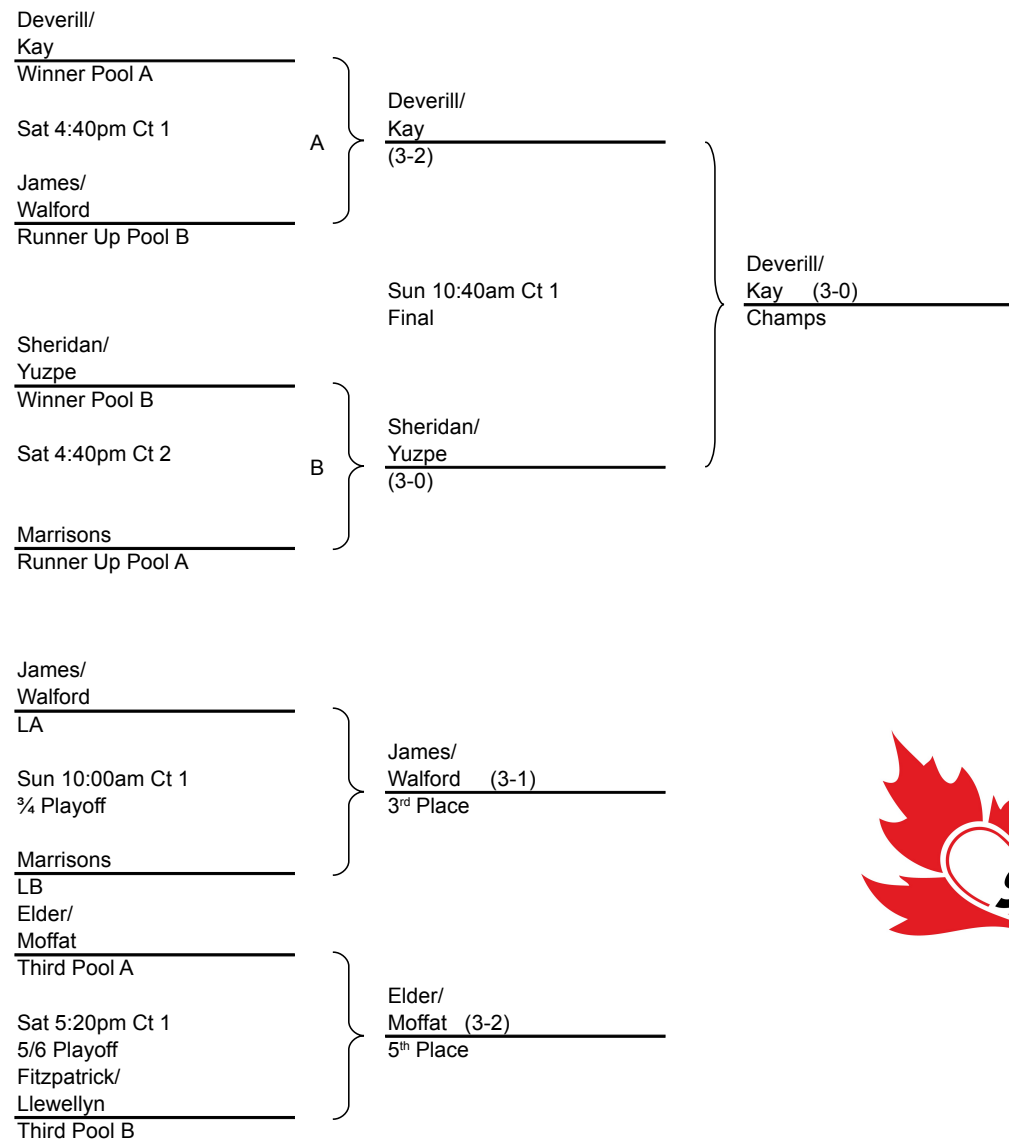 Deverill/
Kay
Winner Pool A
Sat 4:40pm Ct 1
A
James/
Walford
Runner Up Pool B
Deverill/
Kay
(3-2)
Sun 10:40am Ct 1
Final
Deverill/
Kay (3-0)
Champs
Sheridan/
Yuzpe
Winner Pool B
Sat 4:40pm Ct 2
B
Marrisons
Runner Up Pool A
Sheridan/
Yuzpe
(3-0)
James/
Walford
LA
Sun 10:00am Ct 1
¾ Playoff
Marrisons
LB
James/
Walford (3-1)
3rd Place
Elder/
Moffat
Third Pool A
Sat 5:20pm Ct 1
5/6 Playoff
Fitzpatrick/
Llewellyn
Third Pool B
Elder/
Moffat (3-2)
5th Place